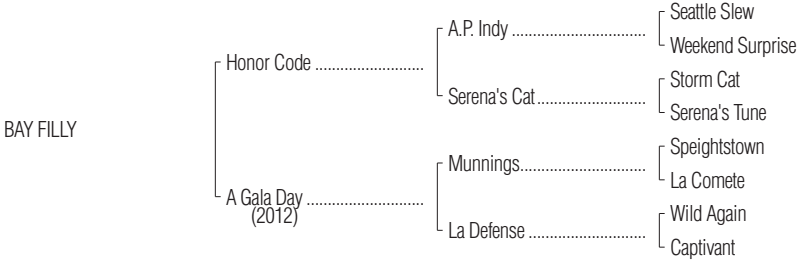 BAY FILLY
Honor Code ..........................
A Gala Day ............................
(2012)
A.P. Indy ................................
Serena's Cat..........................
Munnings..............................
La Defense ............................
Seattle Slew
Weekend Surprise
Storm Cat
Serena's Tune
Speightstown
La Comete
Wild Again
Captivant